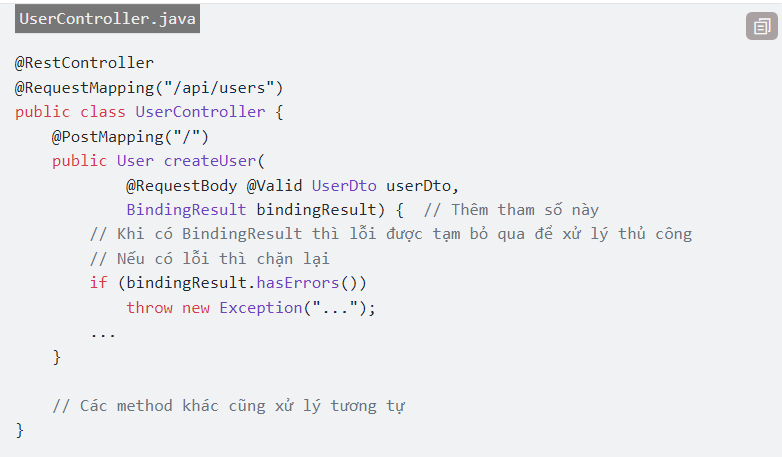 UserController.java
@RestController
@RequestMapping("/api/users")
public class UserController {
    @PostMapping("/")
    public User createUser(
            @RequestBody @Valid UserDto userDto,
            BindingResult bindingResult) {  // Thêm tham số này
        // Khi có BindingResult thì lỗi được tạm bỏ qua để xử lý thủ công
        // Nếu có lỗi thì chặn lại
        if (bindingResult.hasErrors())
            throw new Exception("...");
        ...
    }
    // Các method khác cũng xử lý tương tự
}